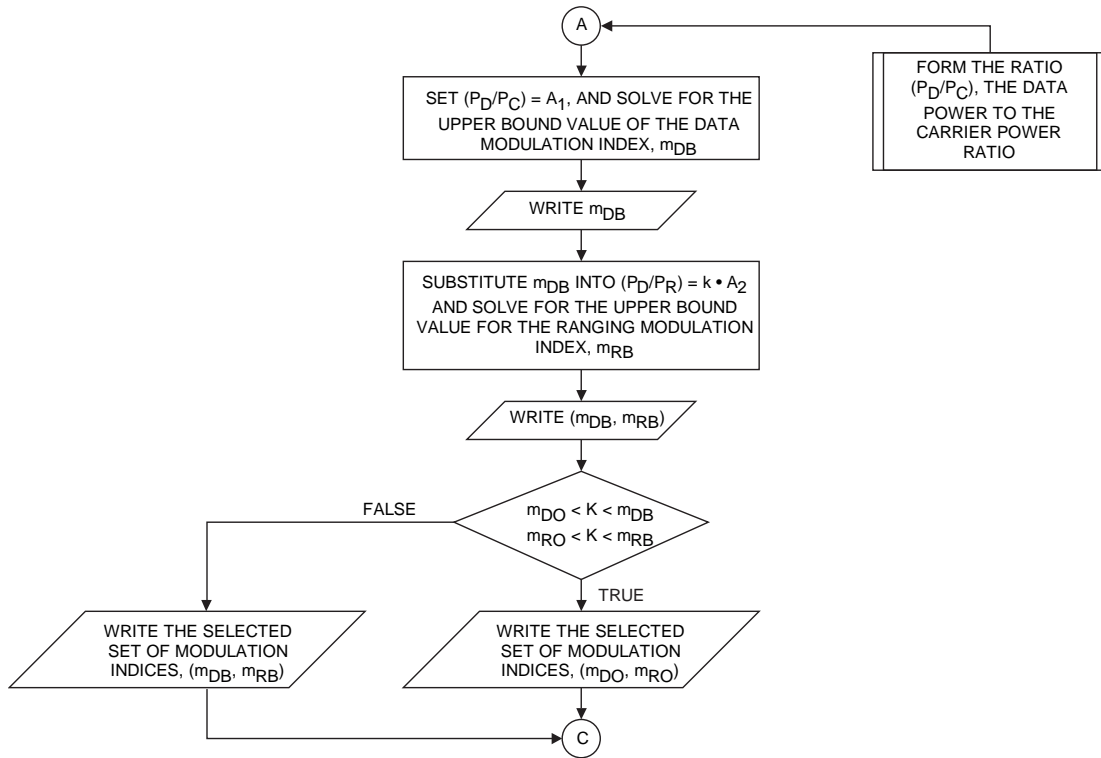 A
FORM THE RATIO
(PD/PC), THE DATA
POWER TO THE
CARRIER POWER
RATIO
SET (PD/PC) = A1, AND SOLVE FOR THE
UPPER BOUND VALUE OF THE DATA
MODULATION INDEX, mDB
WRITE mDB
SUBSTITUTE mDB INTO (PD/PR) = k • A2
AND SOLVE FOR THE UPPER BOUND
VALUE FOR THE RANGING MODULATION
INDEX, mRB
WRITE (mDB, mRB)
mDO < K < mDB
mRO < K < mRB
FALSE
TRUE
WRITE THE SELECTED
SET OF MODULATION
INDICES, (mDB, mRB)
WRITE THE SELECTED
SET OF MODULATION
INDICES, (mDO, mRO)
C